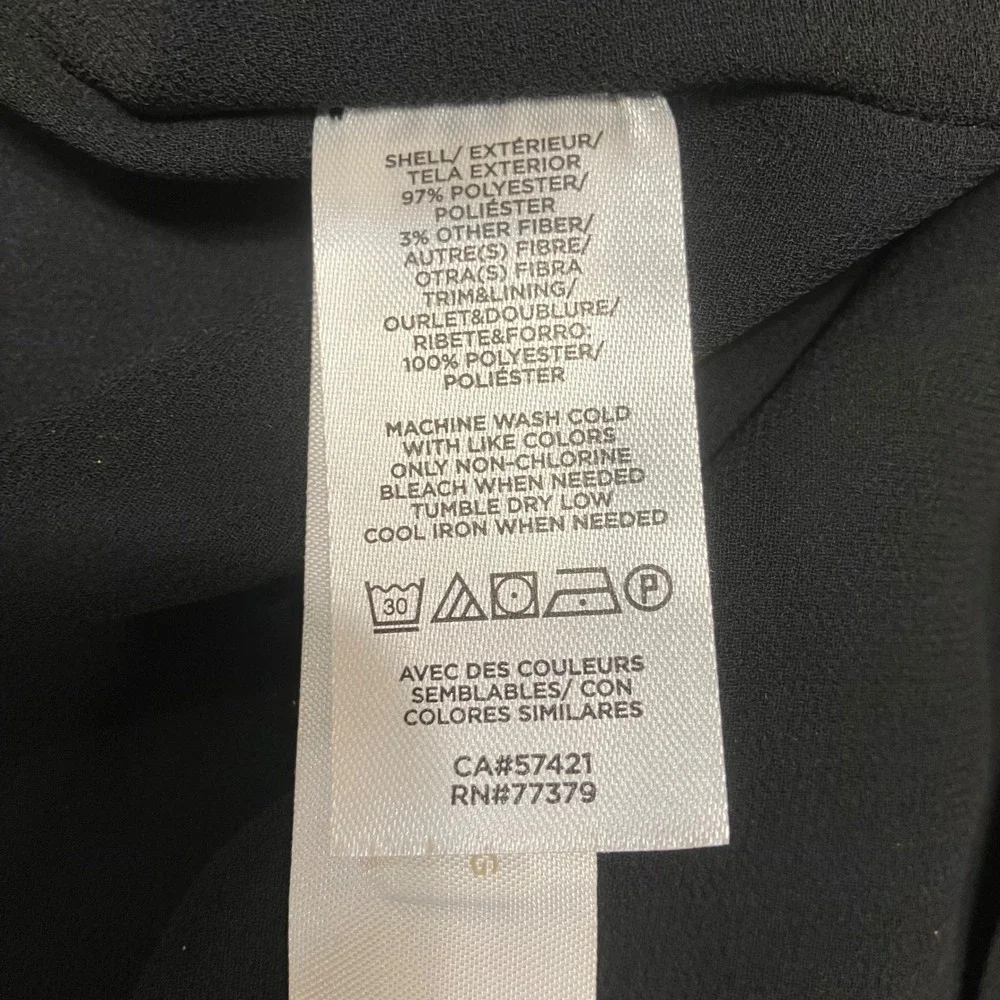 SHELL/ EXTÉRIEUR/
TELA EXTERIOR
97% POLYESTER/
POLIÉSTER
3% OTHER FIBER/
AUTRE(S) FIBRE/
OTRA(S) FIBRA
TRIM&LINING/
OURLET&DOUBLURE/
RIBETE&FORRO:
100% POLYESTER/
POLIÉSTER
MACHINE WASH COLD
WITH LIKE COLORS
ONLY NON-CHLORINE
BLEACH WHEN NEEDED
TUMBLE DRY LOW
COOL IRON WHEN NEEDED
30 P
AVEC DES COULEURS
SEMBLABLES/ CON
COLORES SIMILARES
CA#57421
RN#77379